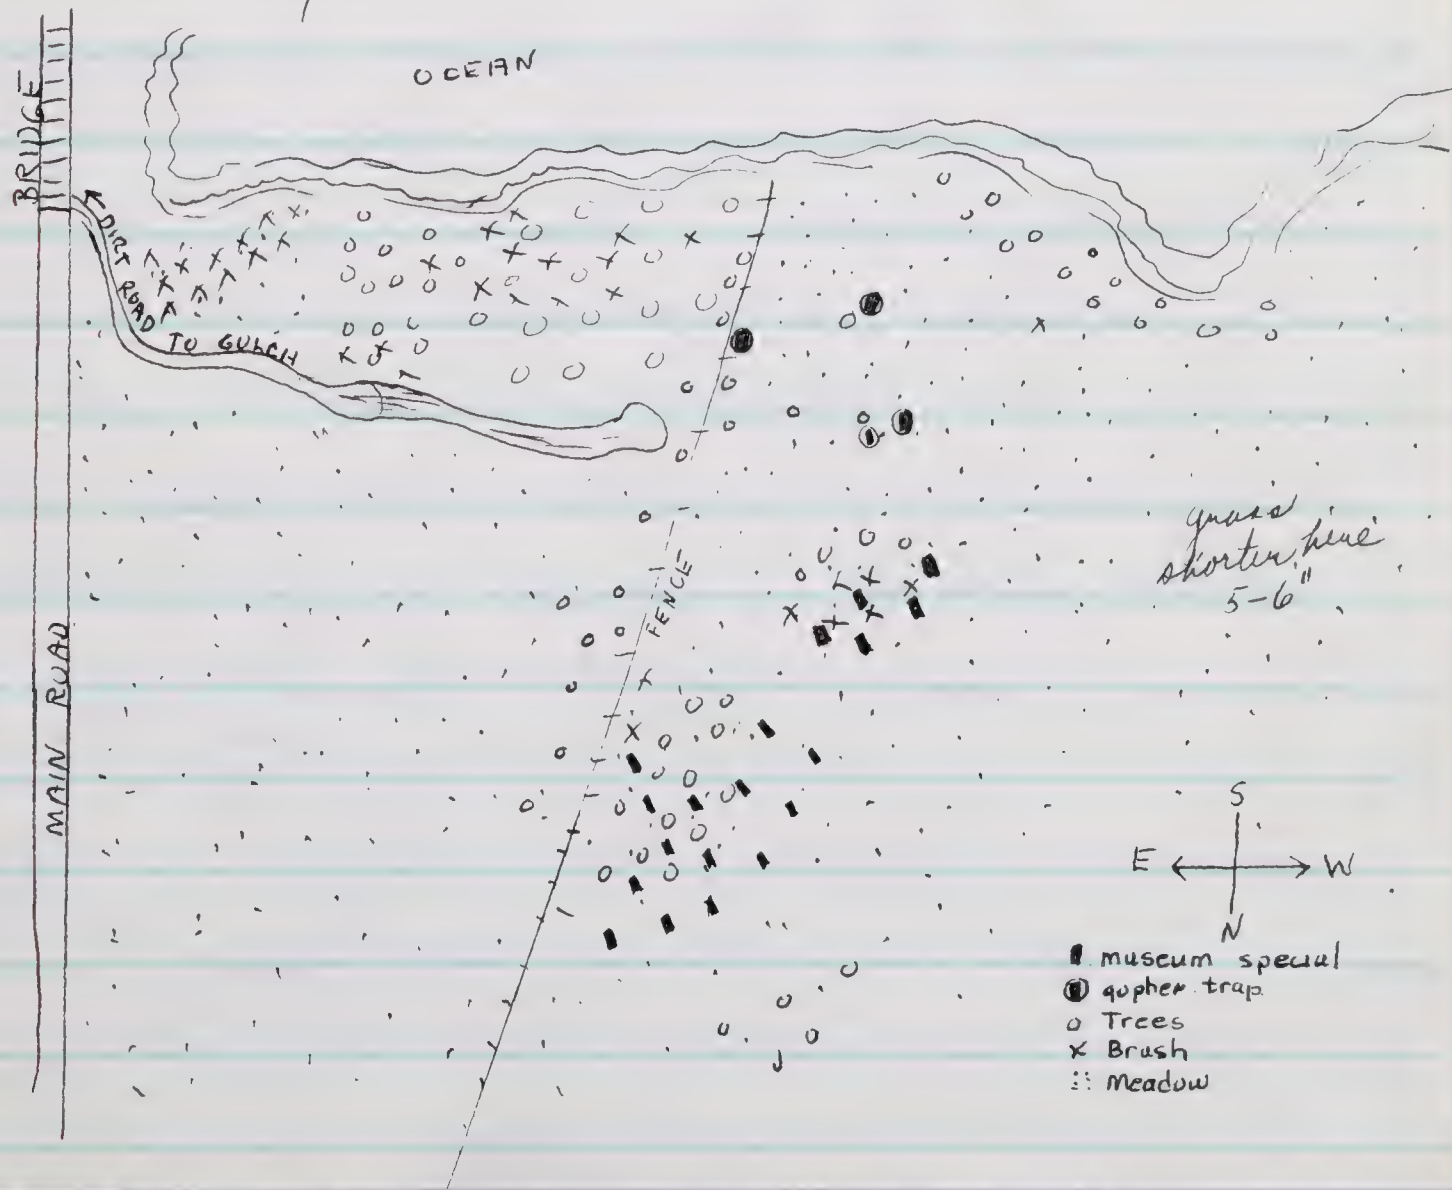 OCEAN
BRIDGE
DIRT
ROAD
TO GULCH
grass
shorter here
5-6"
FENCE
MAIN ROAD
S
E W
N
museum special
gopher trap
Trees
Brush
meadow